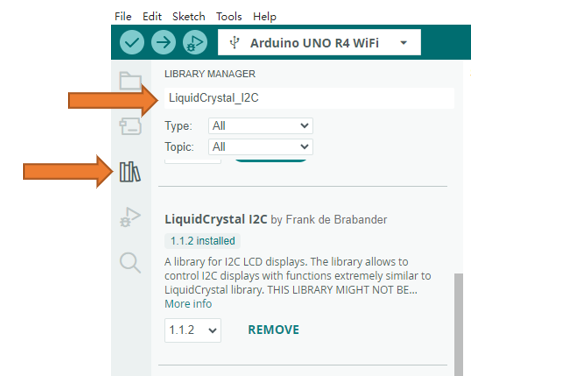 File Edit Sketch Tools Help
Arduino UNO R4 WiFi
LIBRARY MANAGER
LiquidCrystal_I2C
Type: All
Topic: All
LiquidCrystal I2C by Frank de Brabander
1.1.2 installed
A library for I2C LCD displays. The library allows to
control I2C displays with functions extremely similar to
LiquidCrystal library. THIS LIBRARY MIGHT NOT BE...
More info
1.1.2 REMOVE